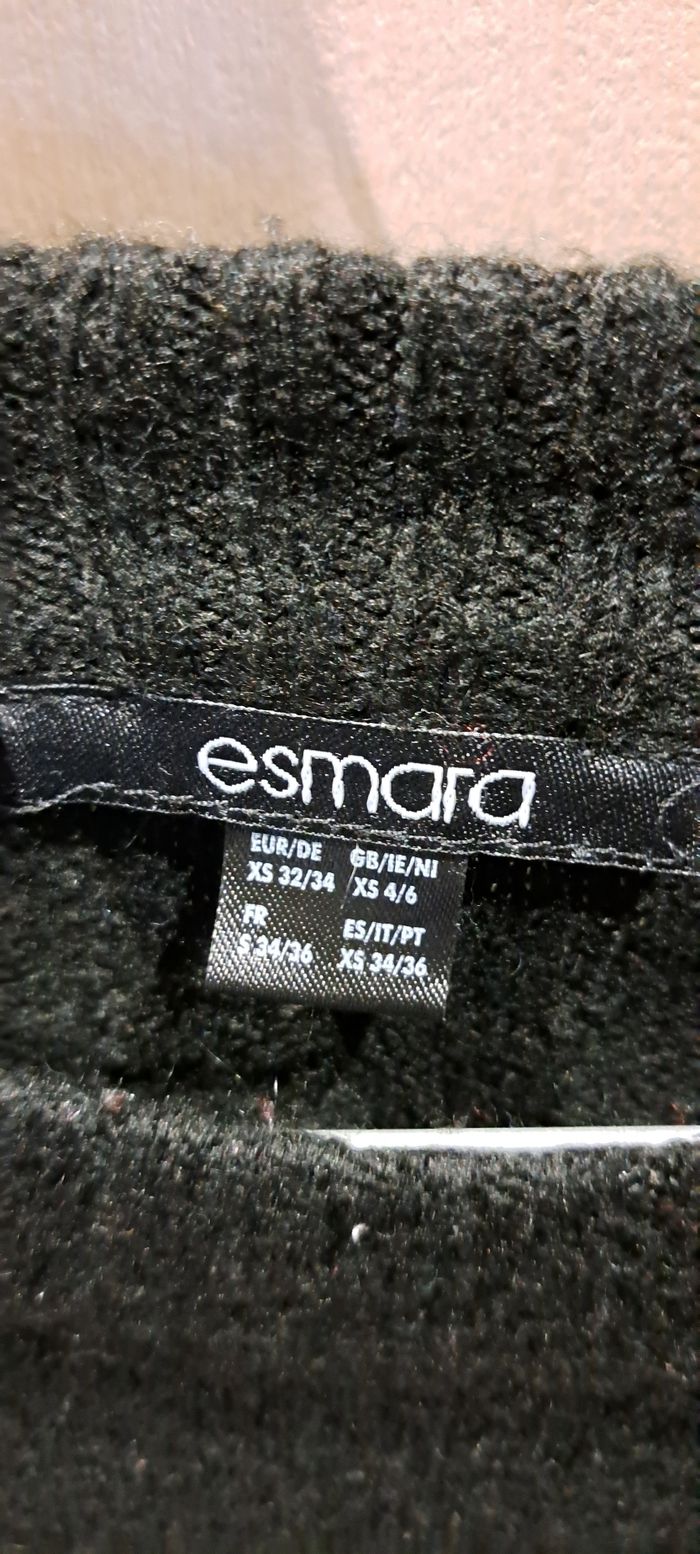 esmara
EUR/DE GB/IE/NI
XS 32/34 XS 4/6
FR ES/IT/PT
S 34/36 XS 34/36